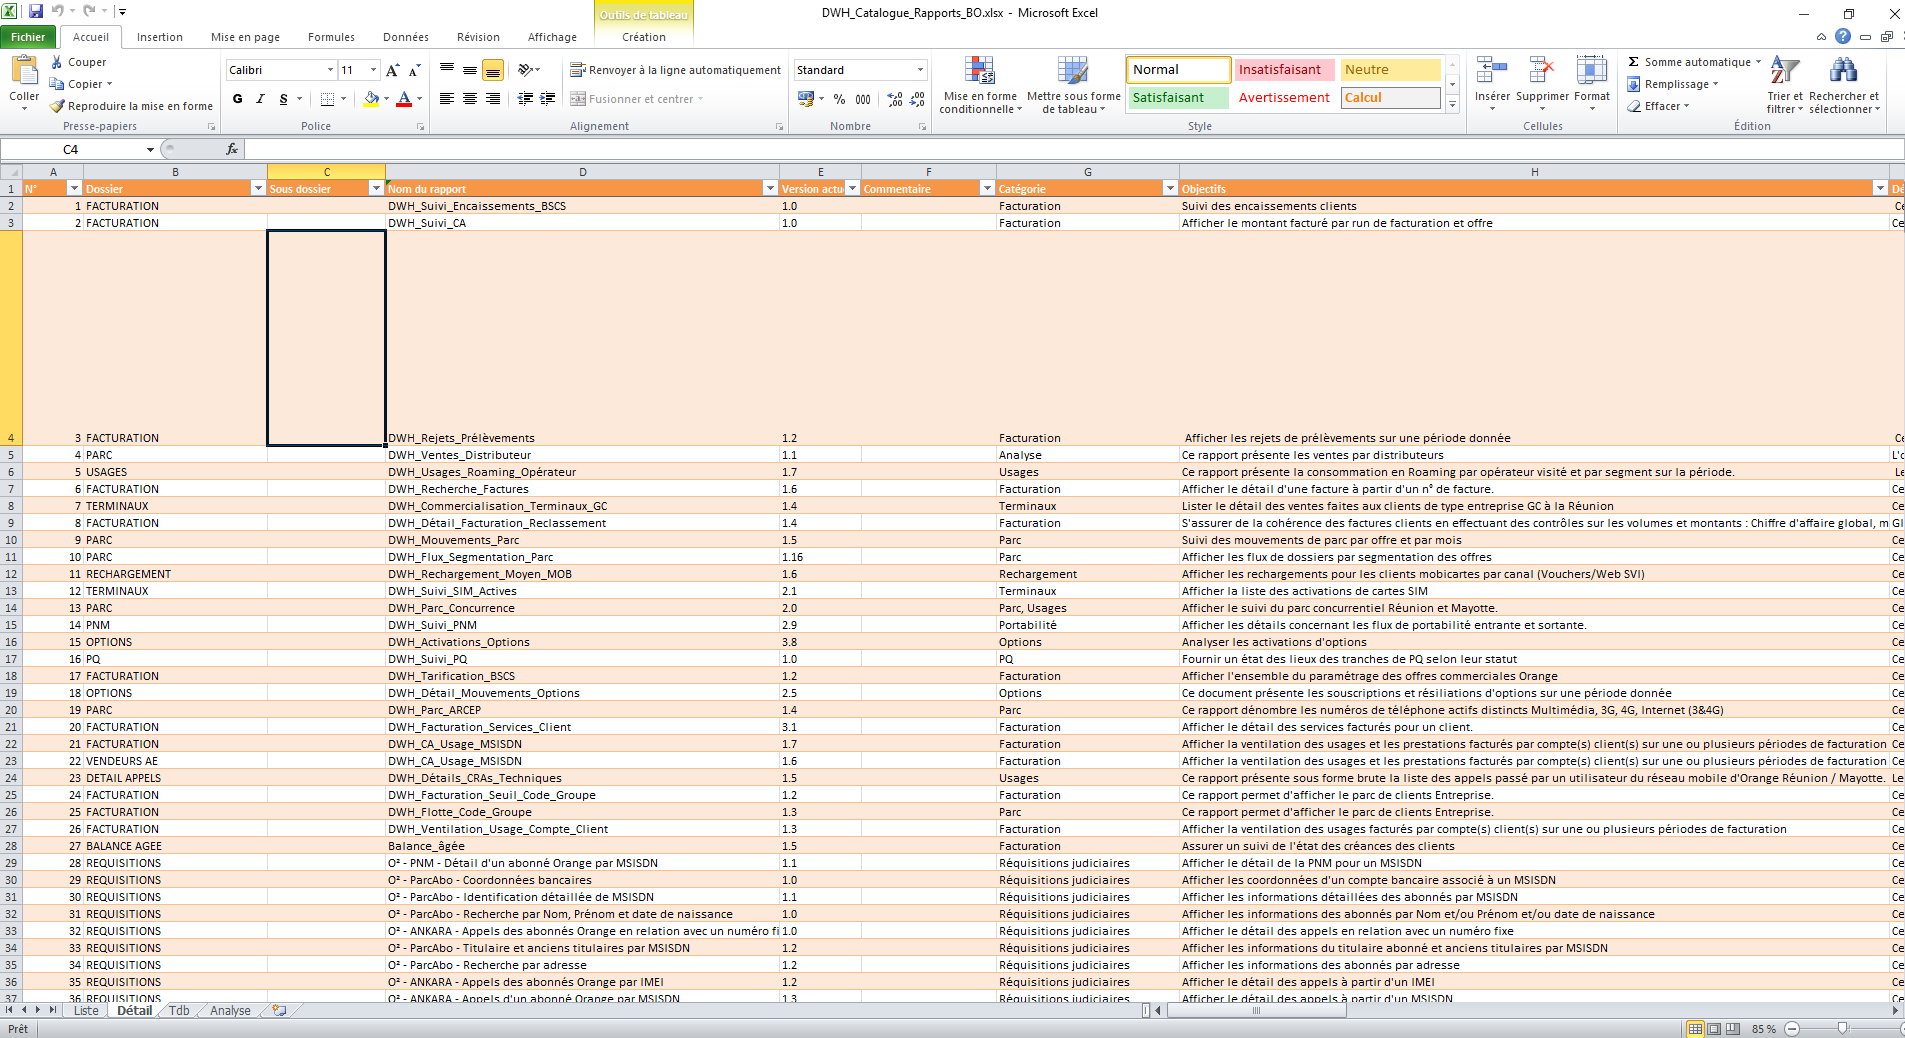 Outils de tableau
DWH_Catalogue_Rapports_BO.xlsx - Microsoft Excel
Fichier Accueil Insertion Mise en page Formules Données Révision Affichage Création
Coller Couper Copier Reproduire la mise en forme Presse-papiers
Calibri 11 G I S Police
Renvoyer à la ligne automatiquement Fusionner et centrer Alignement
Standard % 000 Nombre
Mise en forme conditionnelle Mettre sous forme de tableau
Normal Insatisfaisant Neutre
Satisfaisant Avertissement Calcul
Style
Insérer Supprimer Format Cellules
Somme automatique Remplissage Effacer Trier et filtrer Rechercher et sélectionner Édition
C4 fx
A B C D E F G H
1 N° Dossier Sous dossier Nom du rapport Version actu Commentaire Catégorie Objectifs Dé
2 1 FACTURATION DWH_Suivi_Encaissements_BSCS 1.0 Facturation Suivi des encaissements clients Ce
3 2 FACTURATION DWH_Suivi_CA 1.0 Facturation Afficher le montant facturé par run de facturation et offre Ce
4 3 FACTURATION DWH_Rejets_Prélèvements 1.2 Facturation Afficher les rejets de prélèvements sur une période donnée Ce
5 4 PARC DWH_Ventes_Distributeur 1.1 Analyse Ce rapport présente les ventes par distributeurs L'c
6 5 USAGES DWH_Usages_Roaming_Opérateur 1.7 Usages Ce rapport présente la consommation en Roaming par opérateur visité et par segment sur la période. Le
7 6 FACTURATION DWH_Recherche_Factures 1.6 Facturation Afficher le détail d'une facture à partir d'un n° de facture. Ce
8 7 TERMINAUX DWH_Commercialisation_Terminaux_GC 1.4 Terminaux Lister le détail des ventes faites aux clients de type entreprise GC à la Réunion Ce
9 8 FACTURATION DWH_Détail_Facturation_Reclassement 1.4 Facturation S'assurer de la cohérence des factures clients en effectuant des contrôles sur les volumes et montants : Chiffre d'affaire global, m Gl
10 9 PARC DWH_Mouvements_Parc 1.5 Parc Suivi des mouvements de parc par offre et par mois Ce
11 10 PARC DWH_Flux_Segmentation_Parc 1.16 Parc Afficher les flux de dossiers par segmentation des offres Ce
12 11 RECHARGEMENT DWH_Rechargement_Moyen_MOB 1.6 Rechargement Afficher les rechargements pour les clients mobicartes par canal (Vouchers/Web SVI) Ce
13 12 TERMINAUX DWH_Suivi_SIM_Actives 2.1 Terminaux Afficher la liste des activations de cartes SIM Ce
14 13 PARC DWH_Parc_Concurrence 2.0 Parc, Usages Afficher le suivi du parc concurrentiel Réunion et Mayotte. Ce
15 14 PNM DWH_Suivi_PNM 2.9 Portabilité Afficher les détails concernant les flux de portabilité entrante et sortante. Ce
16 15 OPTIONS DWH_Activations_Options 3.8 Options Analyser les activations d'options Ce
17 16 PQ DWH_Suivi_PQ 1.0 PQ Fournir un état des lieux des tranches de PQ selon leur statut Ce
18 17 FACTURATION DWH_Tarification_BSCS 1.2 Facturation Afficher l'ensemble du paramétrage des offres commerciales Orange Ce
19 18 OPTIONS DWH_Détail_Mouvements_Options 2.5 Options Ce document présente les souscriptions et résiliations d'options sur une période donnée Ce
20 19 PARC DWH_Parc_ARCEP 1.4 Parc Ce rapport dénombre les numéros de téléphone actifs distincts Multimédia, 3G, 4G, Internet (3&4G) Ce
21 20 FACTURATION DWH_Facturation_Services_Client 3.1 Facturation Afficher le détail des services facturés pour un client. Ce
22 21 FACTURATION DWH_CA_Usage_MSISDN 1.7 Facturation Afficher la ventilation des usages et les prestations facturés par compte(s) client(s) sur une ou plusieurs périodes de facturation Ce
23 22 VENDEURS AE DWH_CA_Usage_MSISDN 1.6 Facturation Afficher la ventilation des usages et les prestations facturés par compte(s) client(s) sur une ou plusieurs périodes de facturation Ce
24 23 DETAIL APPELS DWH_Détails_CRAs_Techniques 1.5 Usages Ce rapport présente sous forme brute la liste des appels passé par un utilisateur du réseau mobile d'Orange Réunion / Mayotte. Le
25 24 FACTURATION DWH_Facturation_Seuil_Code_Groupe 1.2 Facturation Ce rapport permet d'afficher le parc de clients Entreprise. Ce
26 25 FACTURATION DWH_Flotte_Code_Groupe 1.3 Parc Ce rapport permet d'afficher le parc de clients Entreprise. Ce
27 26 FACTURATION DWH_Ventilation_Usage_Compte_Client 1.3 Facturation Afficher la ventilation des usages facturés par compte(s) client(s) sur une ou plusieurs périodes de facturation Ce
28 27 BALANCE AGEE Balance_âgée 1.5 Facturation Assurer un suivi de l'état des créances des clients Ce
29 28 REQUISITIONS O² - PNM - Détail d'un abonné Orange par MSISDN 1.1 Réquisitions judiciaires Afficher le détail de la PNM pour un MSISDN Ce
30 29 REQUISITIONS O² - ParcAbo - Coordonnées bancaires 1.0 Réquisitions judiciaires Afficher les coordonnées d'un compte bancaire associé à un MSISDN Ce
31 30 REQUISITIONS O² - ParcAbo - Identification détaillée de MSISDN 1.1 Réquisitions judiciaires Afficher les informations détaillées des abonnés par MSISDN Ce
32 31 REQUISITIONS O² - ParcAbo - Recherche par Nom, Prénom et date de naissance 1.0 Réquisitions judiciaires Afficher les informations des abonnés par Nom et/ou Prénom et/ou date de naissance Ce
33 32 REQUISITIONS O² - ANKARA - Appels des abonnés Orange en relation avec un numéro fi 1.0 Réquisitions judiciaires Afficher le détail des appels en relation avec un numéro fixe Ce
34 33 REQUISITIONS O² - ParcAbo - Titulaire et anciens titulaires par MSISDN 1.2 Réquisitions judiciaires Afficher les informations du titulaire abonné et anciens titulaires par MSISDN Ce
35 34 REQUISITIONS O² - ParcAbo - Recherche par adresse 1.2 Réquisitions judiciaires Afficher les informations des abonnés par adresse Ce
36 35 REQUISITIONS O² - ANKARA - Appels des abonnés Orange par IMEI 1.2 Réquisitions judiciaires Afficher le détail des appels à partir d'un IMEI Ce
37 36 REQUISITIONS O² - ANKARA - Appels d'un abonné Orange par MSISDN 1.3 Réquisitions judiciaires Afficher le détail des appels à partir d'un MSISDN Ce
Liste Détail Tdb Analyse
Prêt 85 %